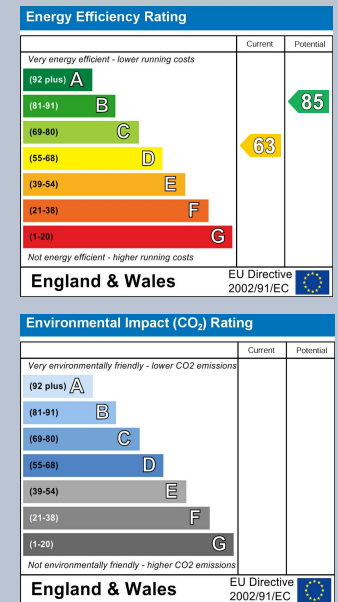 Energy Efficiency Rating
Current Potential
Very energy efficient - lower running costs
(92 plus) A
(81-91) B
(69-80) C
(55-68) D
(39-54) E
(21-38) F
(1-20) G
63
85
Not energy efficient - higher running costs
England & Wales
EU Directive
2002/91/EC
Environmental Impact (CO₂) Rating
Current Potential
Very environmentally friendly - lower CO2 emissions
(92 plus) A
(81-91) B
(69-80) C
(55-68) D
(39-54) E
(21-38) F
(1-20) G
Not environmentally friendly - higher CO2 emissions
England & Wales
EU Directive
2002/91/EC